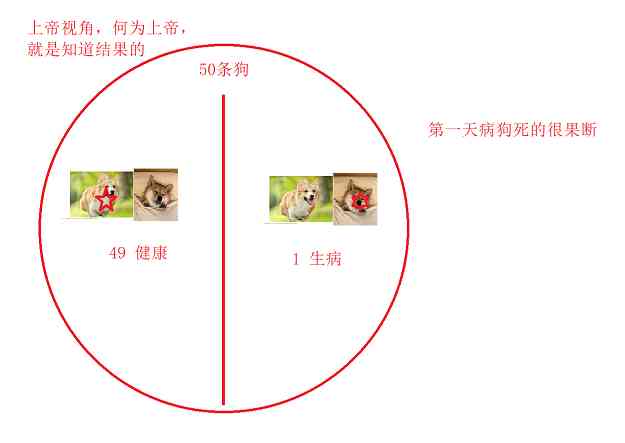 上帝视角，何为上帝，
就是知道结果的
50条狗
第一天病狗死的很果断
49 健康
1 生病